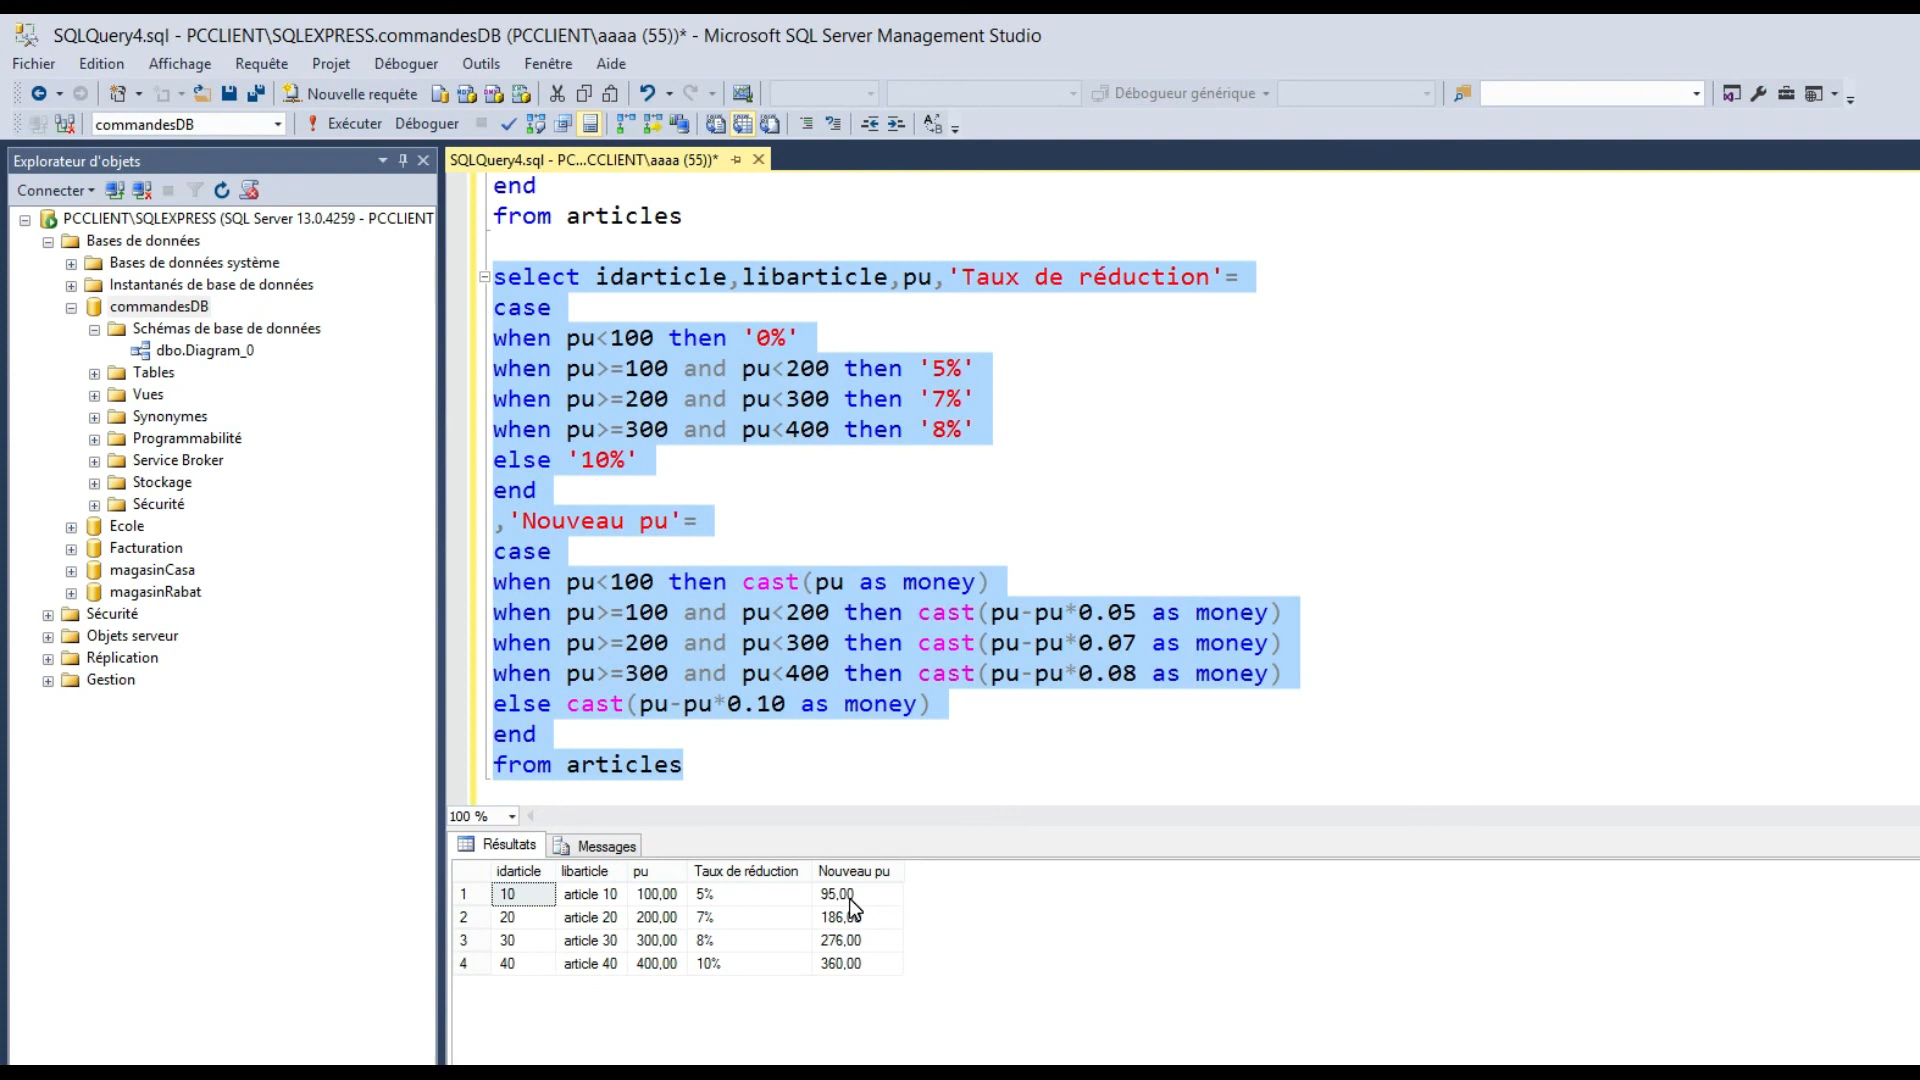 SQLQuery4.sql - PCCLIENT\SQLEXPRESS.commandesDB (PCCLIENT\aaaa (55))* - Microsoft SQL Server Management Studio
Fichier Edition Affichage Requête Projet Déboguer Outils Fenêtre Aide
Nouvelle requête Débogueur générique
commandesDB Exécuter Déboguer
Explorateur d'objets
Connecter
PCCLIENT\SQLEXPRESS (SQL Server 13.0.4259 - PCCLIENT
Bases de données
Bases de données système
Instantanés de base de données
commandesDB
Schémas de base de données
dbo.Diagram_0
Tables
Vues
Synonymes
Programmabilité
Service Broker
Stockage
Sécurité
Ecole
Facturation
magasinCasa
magasinRabat
Sécurité
Objets serveur
Réplication
Gestion
SQLQuery4.sql - PC...CCLIENT\aaaa (55))*
end
from articles
select idarticle,libarticle,pu,'Taux de réduction'=
case
when pu<100 then '0%'
when pu>=100 and pu<200 then '5%'
when pu>=200 and pu<300 then '7%'
when pu>=300 and pu<400 then '8%'
else '10%'
end
,'Nouveau pu'=
case
when pu<100 then cast(pu as money)
when pu>=100 and pu<200 then cast(pu-pu*0.05 as money)
when pu>=200 and pu<300 then cast(pu-pu*0.07 as money)
when pu>=300 and pu<400 then cast(pu-pu*0.08 as money)
else cast(pu-pu*0.10 as money)
end
from articles
100 %
Résultats Messages
idarticle libarticle pu Taux de réduction Nouveau pu
1 10 article 10 100,00 5% 95,00
2 20 article 20 200,00 7% 186,00
3 30 article 30 300,00 8% 276,00
4 40 article 40 400,00 10% 360,00